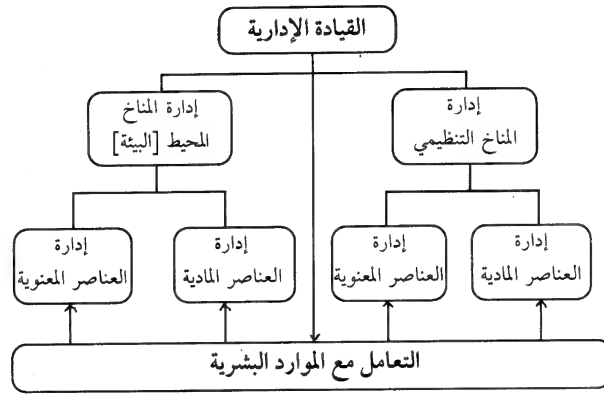 القيادة الإدارية
إدارة
المناخ التنظيمي
إدارة المناخ
المحيط [البيئة]
إدارة
العناصر المادية
إدارة
العناصر المعنوية
إدارة
العناصر المادية
إدارة
العناصر المعنوية
التعامل مع الموارد البشرية